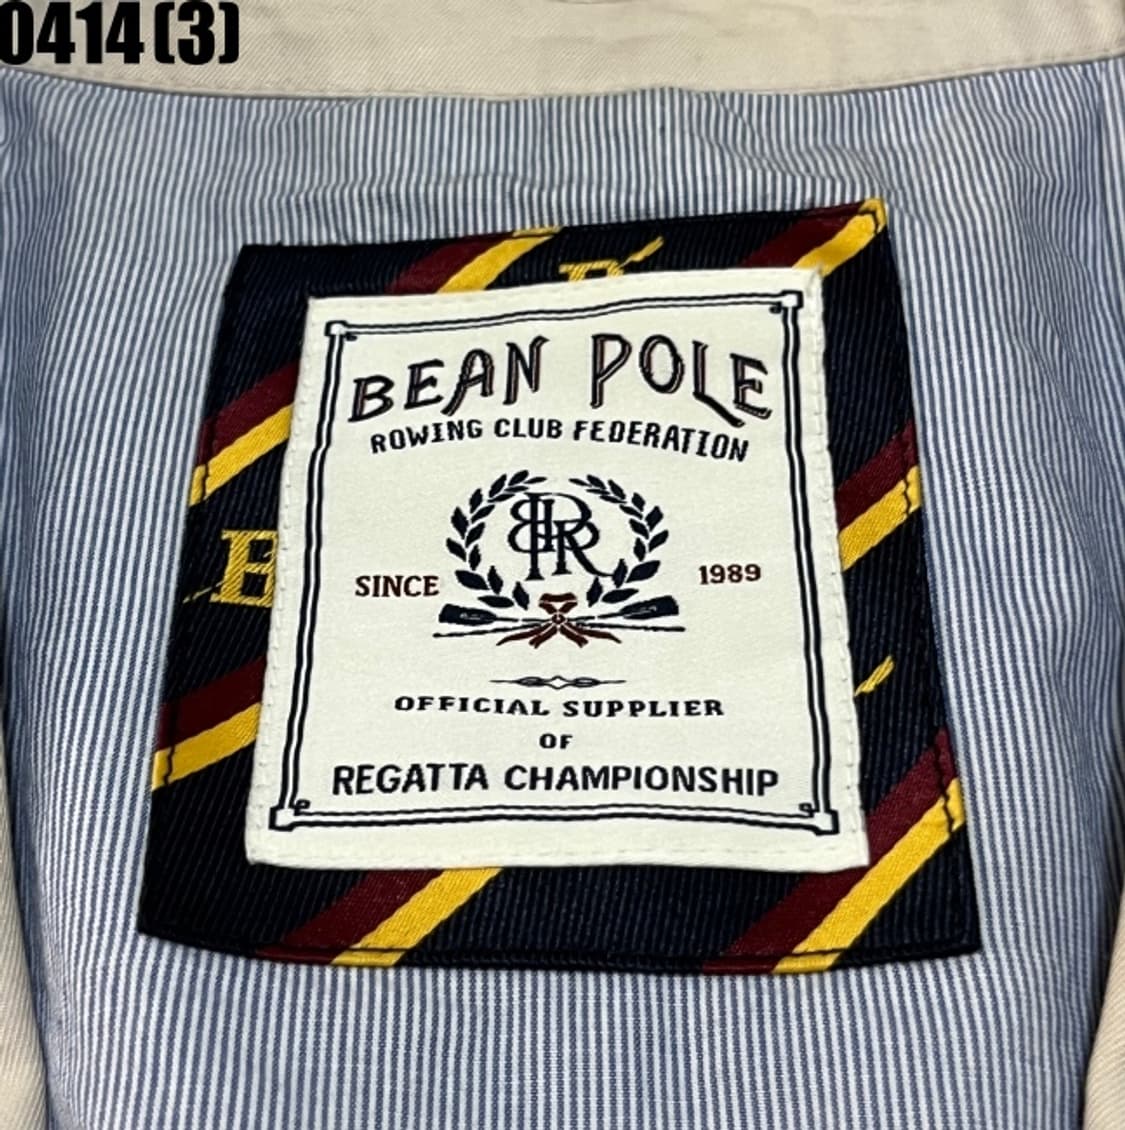 0414(3)
BEAN POLE
ROWING CLUB FEDERATION
SINCE 1989
OFFICIAL SUPPLIER
OF
REGATTA CHAMPIONSHIP
B
B